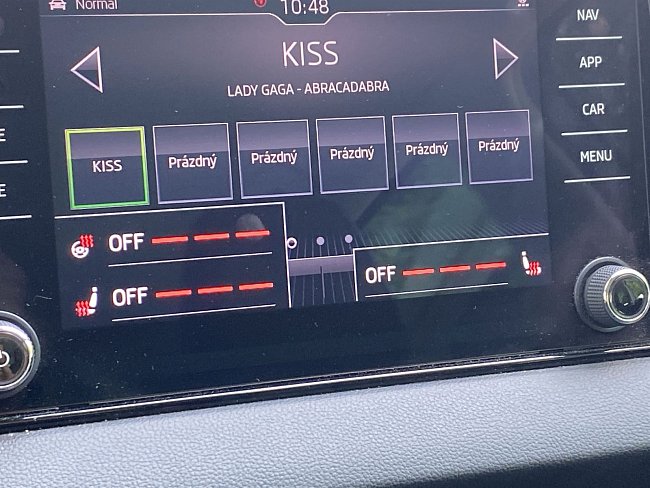 Normal
10:48
KISS
LADY GAGA - ABRACADABRA
KISS
Prázdný
Prázdný
Prázdný
Prázdný
Prázdný
OFF
OFF
OFF
NAV
APP
CAR
MENU
E
E